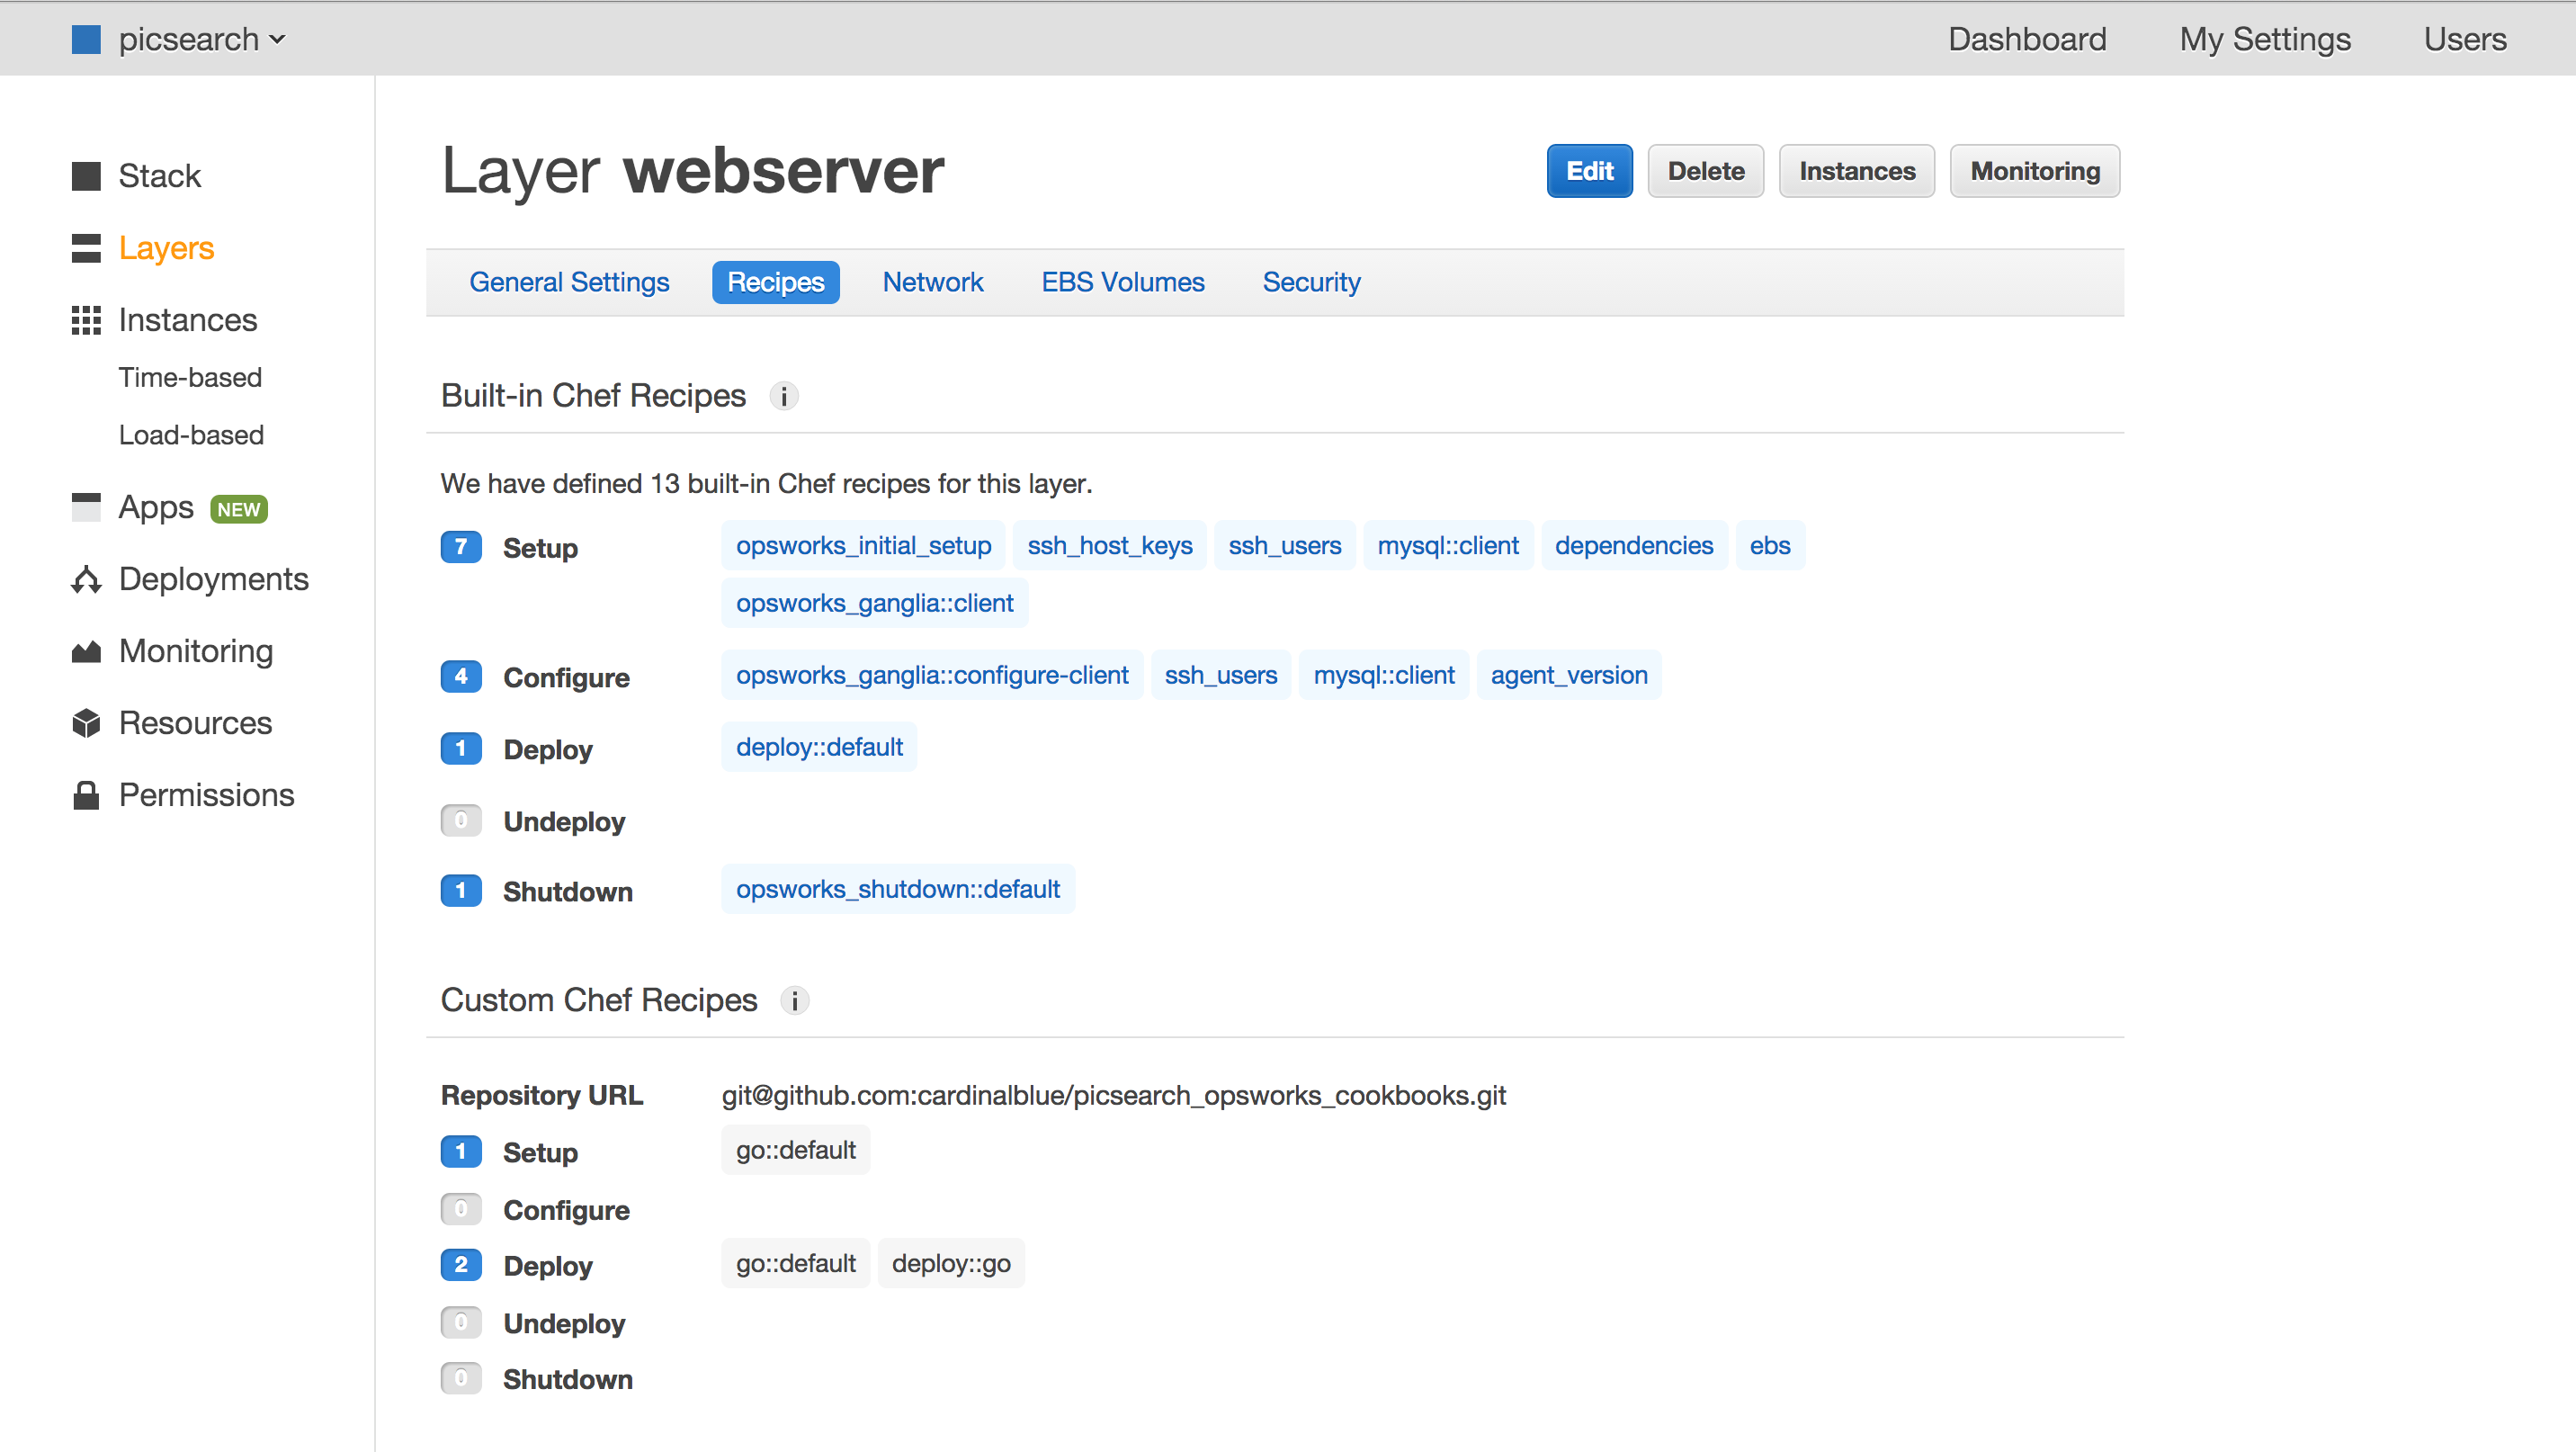 picsearch Dashboard My Settings Users
Stack
Layers
Instances
Time-based
Load-based
Apps NEW
Deployments
Monitoring
Resources
Permissions
Layer webserver
Edit Delete Instances Monitoring
General Settings Recipes Network EBS Volumes Security
Built-in Chef Recipes i
We have defined 13 built-in Chef recipes for this layer.
7 Setup opsworks_initial_setup ssh_host_keys ssh_users mysql::client dependencies ebs
opsworks_ganglia::client
4 Configure opsworks_ganglia::configure-client ssh_users mysql::client agent_version
1 Deploy deploy::default
0 Undeploy
1 Shutdown opsworks_shutdown::default
Custom Chef Recipes i
Repository URL git@github.com:cardinalblue/picsearch_opsworks_cookbooks.git
1 Setup go::default
0 Configure
2 Deploy go::default deploy::go
0 Undeploy
0 Shutdown